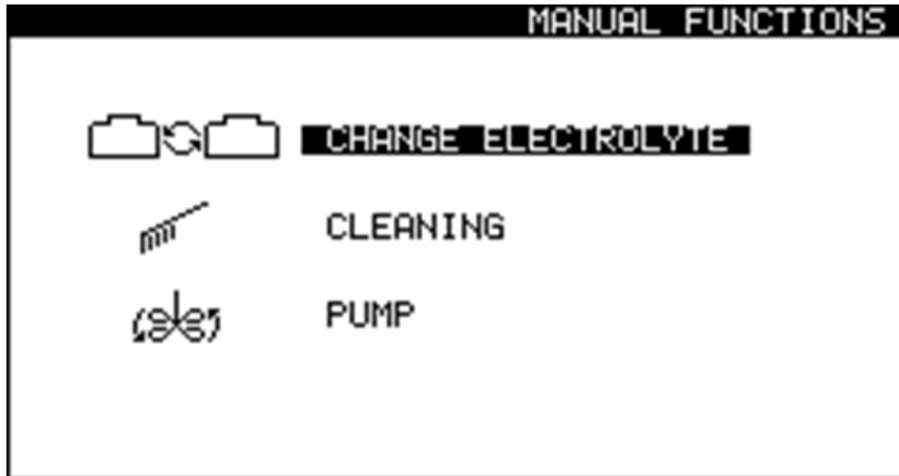 MANUAL FUNCTIONS
CHANGE ELECTROLYTE
CLEANING
PUMP